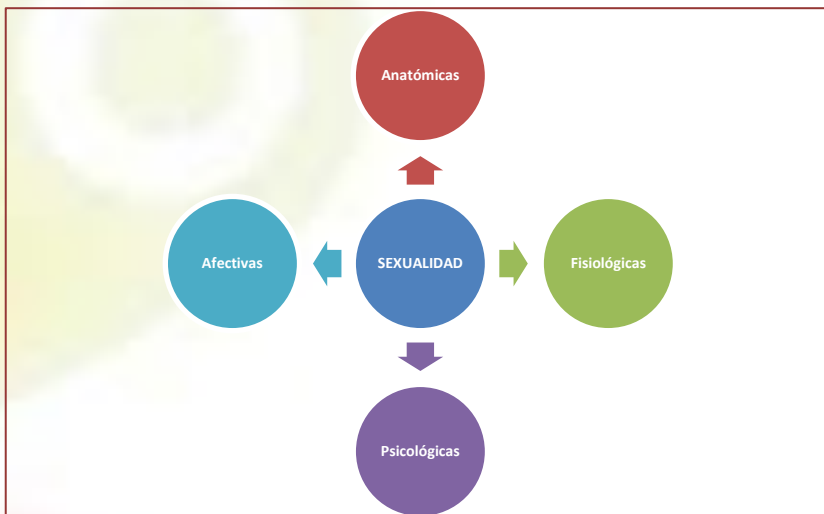 Anatómicas
Afectivas
SEXUALIDAD
Fisiológicas
Psicológicas